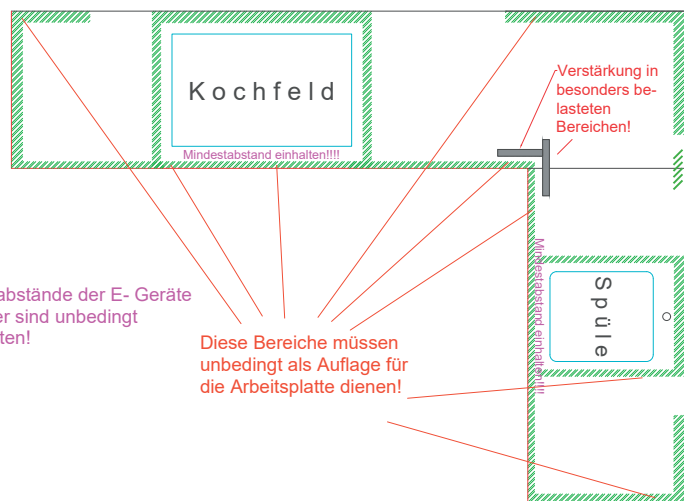 Kochfeld
Mindestabstand einhalten!!!!
Verstärkung in
besonders be-
lasteten
Bereichen!
abstände der E- Geräte
er sind unbedingt
ten!
Diese Bereiche müssen
unbedingt als Auflage für
die Arbeitsplatte dienen!
Mindestabstand einhalten!!!!
Spüle